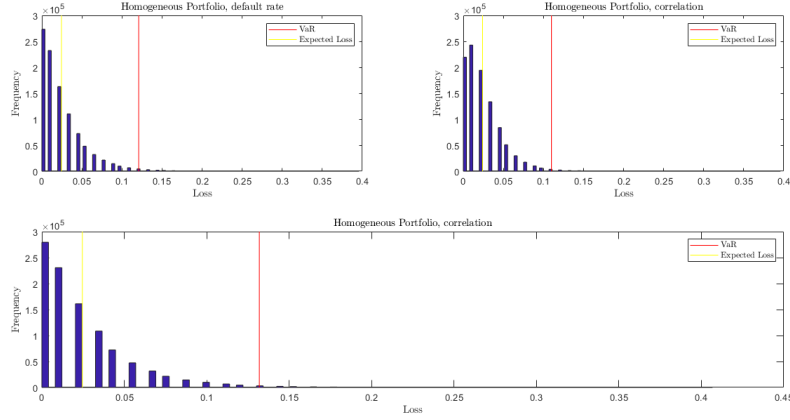 Homogeneous Portfolio, default rate
× 10^5
3
2.5
2
1.5
1
0.5
0
Frequency
VaR
Expected Loss
0 0.05 0.1 0.15 0.2 0.25 0.3 0.35 0.4
Loss
Homogeneous Portfolio, correlation
× 10^5
3
2.5
2
1.5
1
0.5
0
Frequency
VaR
Expected Loss
0 0.05 0.1 0.15 0.2 0.25 0.3 0.35 0.4
Loss
Homogeneous Portfolio, correlation
× 10^5
3
2.5
2
1.5
1
0.5
0
Frequency
VaR
Expected Loss
0 0.05 0.1 0.15 0.2 0.25 0.3 0.35 0.4 0.45
Loss